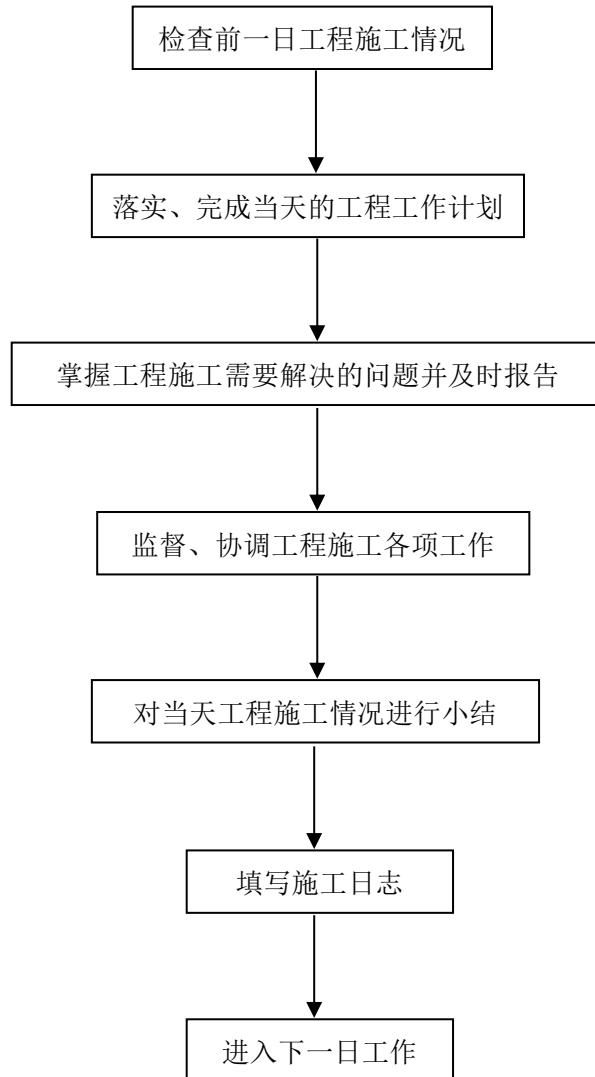 检查前一日工程施工情况
落实、完成当天的工程工作计划
掌握工程施工需要解决的问题并及时报告
监督、协调工程施工各项工作
对当天工程施工情况进行小结
填写施工日志
进入下一日工作